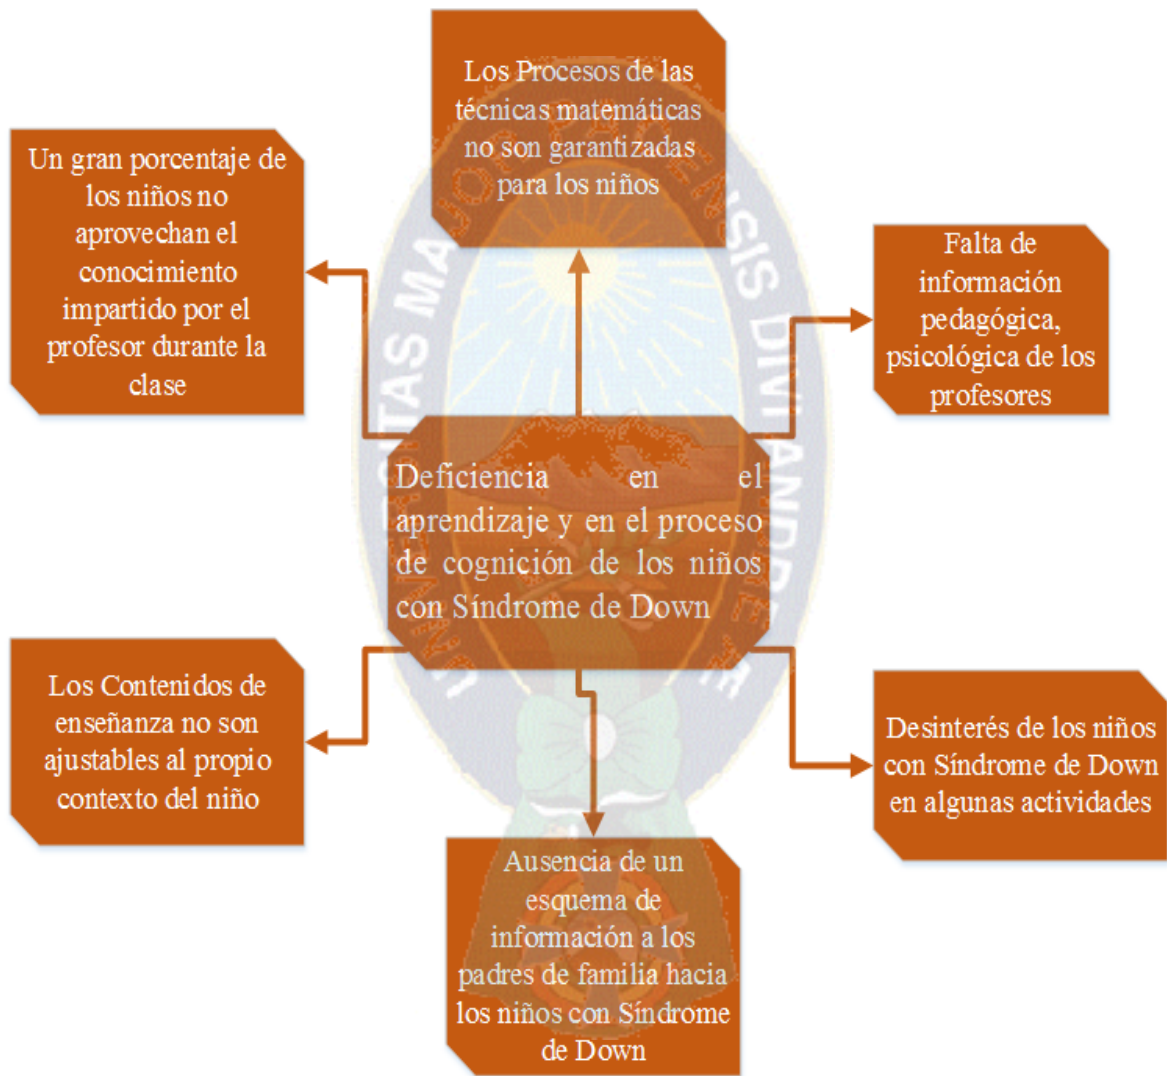 Los Procesos de las
técnicas matemáticas
no son garantizadas
para los niños
Un gran porcentaje de
los niños no
aprovechan el
conocimiento
impartido por el
profesor durante la
clase
Falta de
información
pedagógica,
psicológica de los
profesores
Deficiencia en el
aprendizaje y en el proceso
de cognición de los niños
con Síndrome de Down
Los Contenidos de
enseñanza no son
ajustables al propio
contexto del niño
Desinterés de los niños
con Síndrome de Down
en algunas actividades
Ausencia de un
esquema de
información a los
padres de familia hacia
los niños con Síndrome
de Down